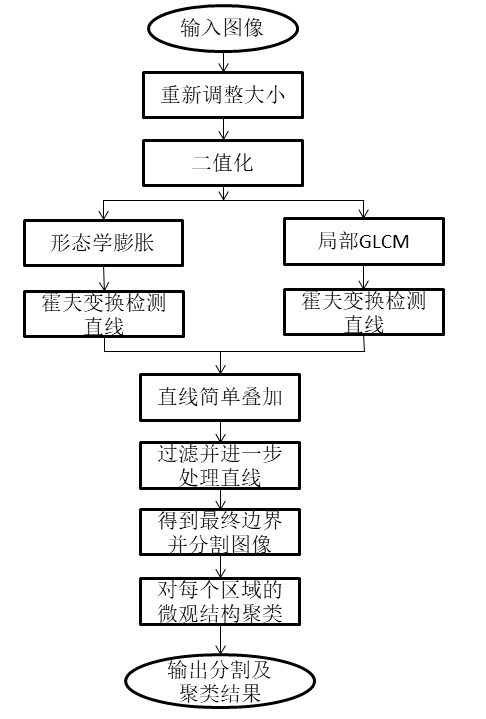 输入图像
重新调整大小
二值化
形态学膨胀
局部GLCM
霍夫变换检测
直线
霍夫变换检测
直线
直线简单叠加
过滤并进一步
处理直线
得到最终边界
并分割图像
对每个区域的
微观结构聚类
输出分割及
聚类结果